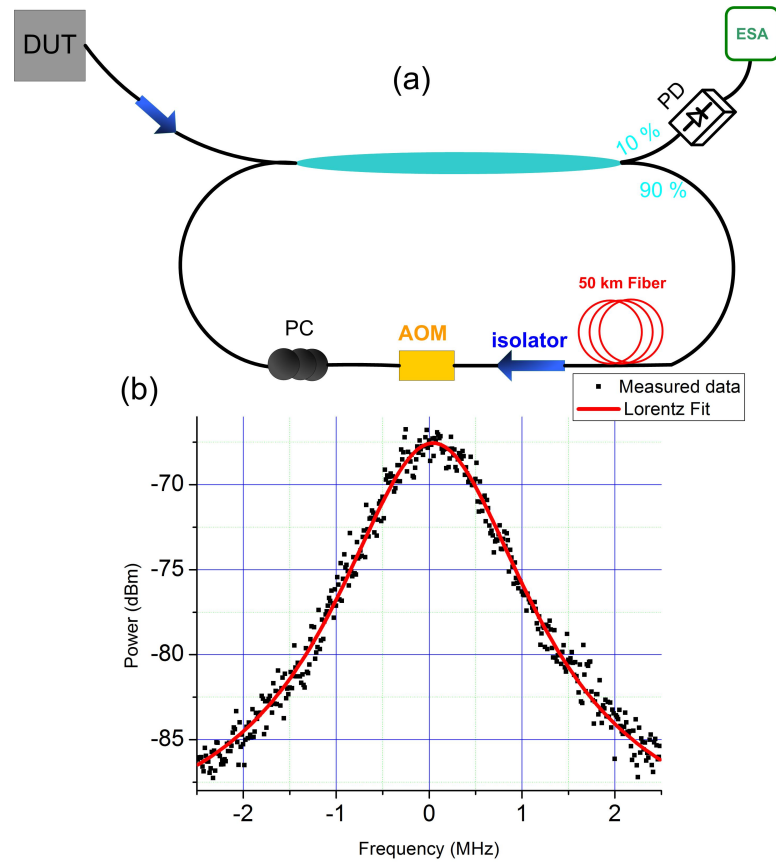 DUT
ESA
(a)
PD
10 %
90 %
50 km Fiber
PC
AOM
isolator
(b)
Measured data
Lorentz Fit
-70
-75
-80
-85
Power (dBm)
-2
-1
0
1
2
Frequency (MHz)